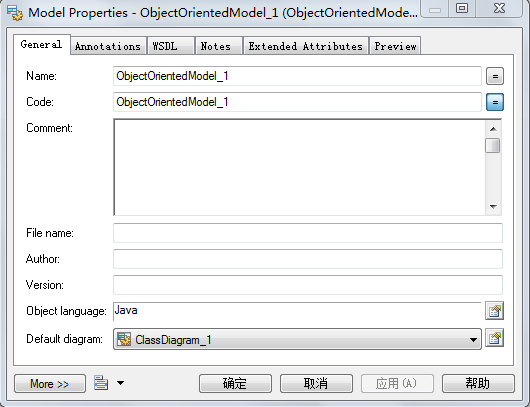 Model Properties - ObjectOrientedModel_1 (ObjectOrientedMode...
General Annotations WSDL Notes Extended Attributes Preview
Name: ObjectOrientedModel_1 =
Code: ObjectOrientedModel_1 =
Comment:
File name:
Author:
Version:
Object language: Java
Default diagram: ClassDiagram_1
More >> 确定 取消 应用(A) 帮助